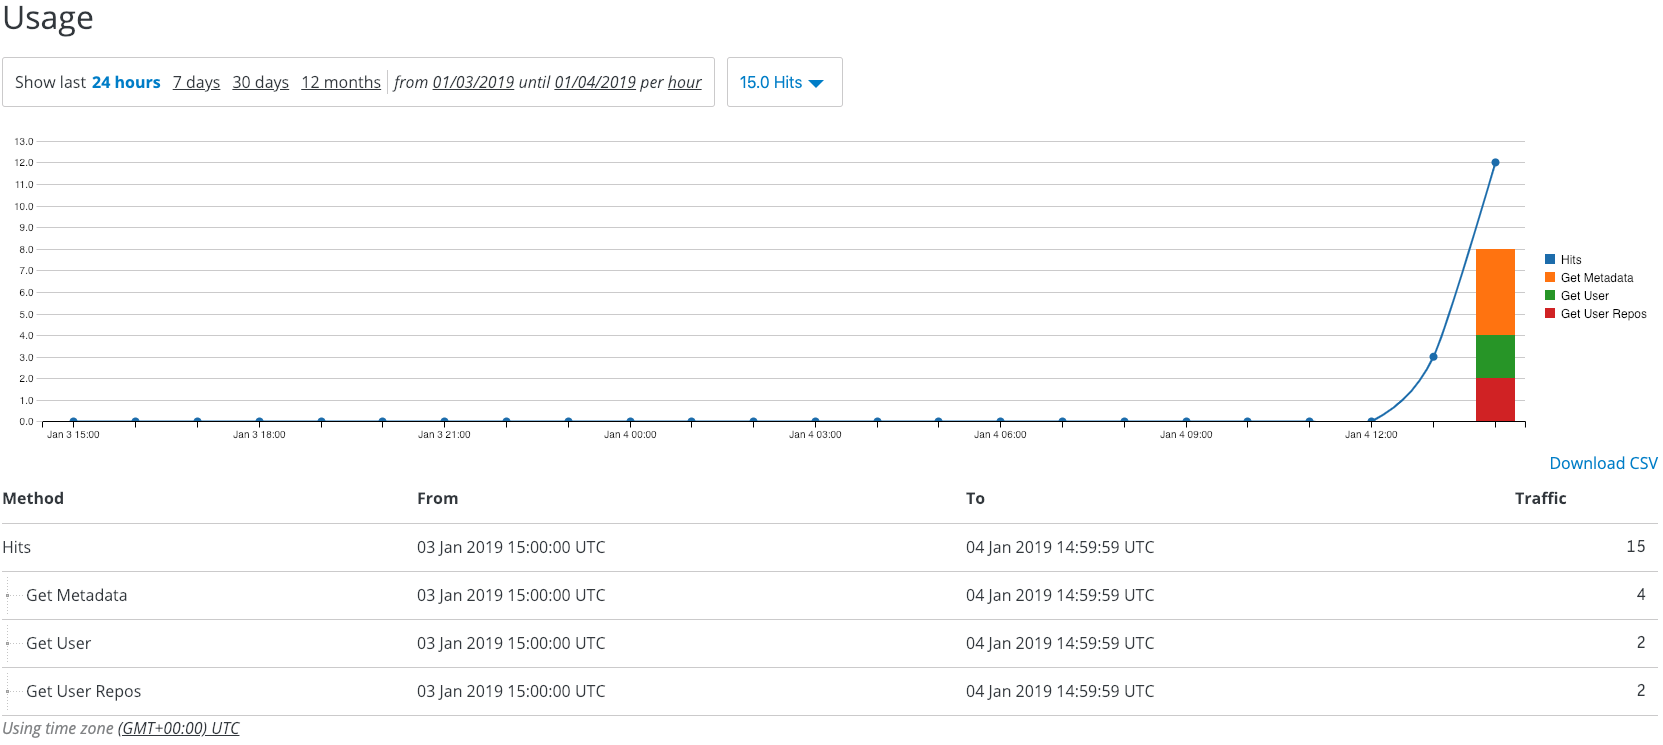 Usage
Show last 24 hours 7 days 30 days 12 months from 01/03/2019 until 01/04/2019 per hour
15.0 Hits
13.0
12.0
11.0
10.0
9.0
8.0
7.0
6.0
5.0
4.0
3.0
2.0
1.0
0.0
Jan 3 15:00 Jan 3 18:00 Jan 3 21:00 Jan 4 00:00 Jan 4 03:00 Jan 4 06:00 Jan 4 09:00 Jan 4 12:00
Hits
Get Metadata
Get User
Get User Repos
Download CSV
Method From To Traffic
Hits 03 Jan 2019 15:00:00 UTC 04 Jan 2019 14:59:59 UTC 15
Get Metadata 03 Jan 2019 15:00:00 UTC 04 Jan 2019 14:59:59 UTC 4
Get User 03 Jan 2019 15:00:00 UTC 04 Jan 2019 14:59:59 UTC 2
Get User Repos 03 Jan 2019 15:00:00 UTC 04 Jan 2019 14:59:59 UTC 2
Using time zone (GMT+00:00) UTC